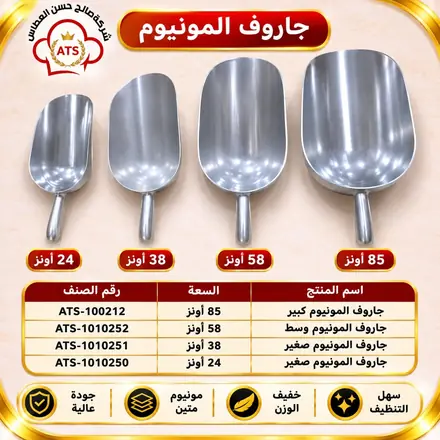 جاروف المونيوم
شركة صالح حسن العطاس
ATS
24 أونز
38 أونز
58 أونز
85 أونز
اسم المنتج السعة رقم الصنف
جاروف المونيوم كبير 85 أونز ATS-100212
جاروف المونيوم وسط 58 أونز ATS-1010252
جاروف المونيوم صغير 38 أونز ATS-1010251
جاروف المونيوم صغير 24 أونز ATS-1010250
سهل التنظيف
خفيف الوزن
مونيوم متين
جودة عالية